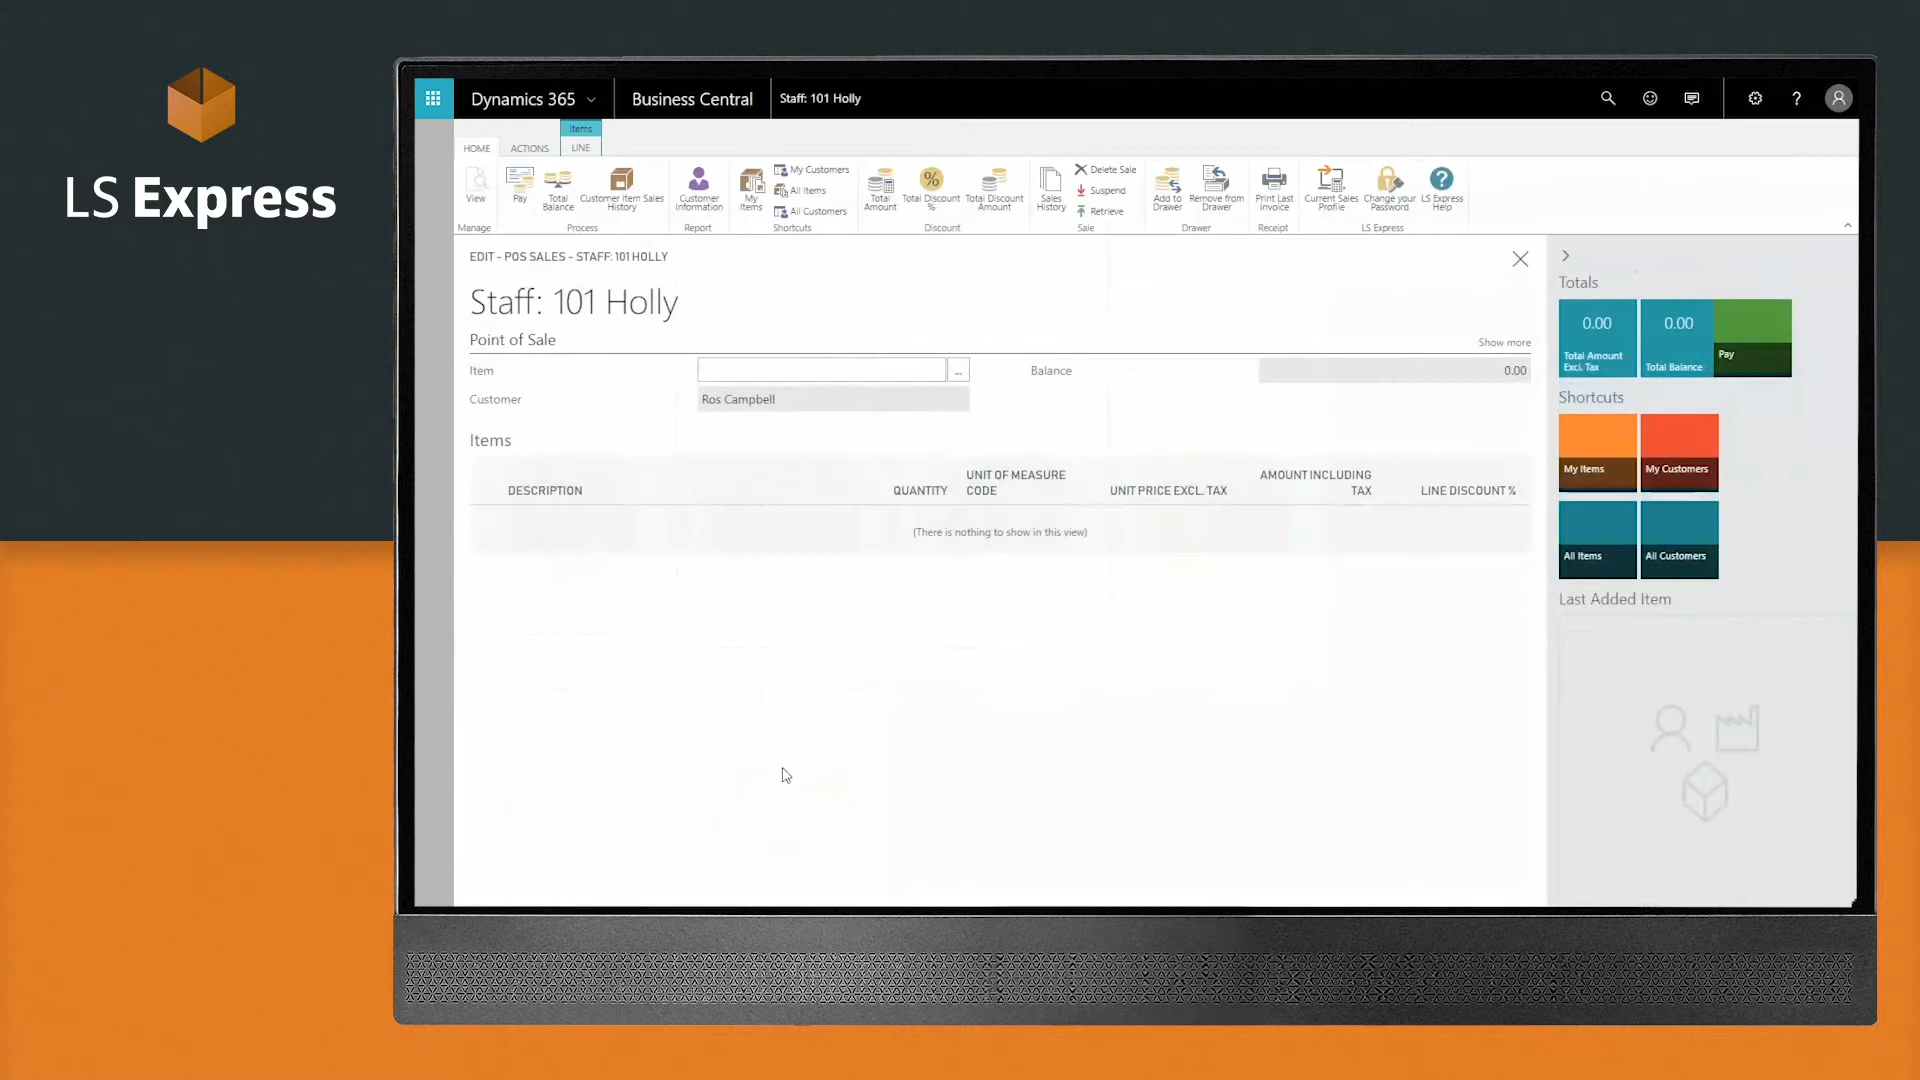 LS Express
Dynamics 365
Business Central
Staff: 101 Holly
HOME
ACTIONS
Items
LINE
View
Manage
Pay
Total
Balance
Customer Item Sales
History
Process
Customer
Information
Report
My
Items
My Customers
All Items
All Customers
Shortcuts
Total
Amount
Total Discount
%
Total Discount
Amount
Discount
Sales
History
Delete Sale
Suspend
Retrieve
Sale
Add to
Drawer
Remove from
Drawer
Drawer
Print Last
Invoice
Receipt
Current Sales
Profile
Change your
Password
LS Express
Help
LS Express
EDIT - POS SALES - STAFF: 101 HOLLY
Staff: 101 Holly
Point of Sale
Show more
Item
...
Balance
0.00
Customer
Ros Campbell
Items
DESCRIPTION
QUANTITY
UNIT OF MEASURE
CODE
UNIT PRICE EXCL. TAX
AMOUNT INCLUDING
TAX
LINE DISCOUNT %
(There is nothing to show in this view)
Totals
0.00
Total Amount
Excl. Tax
0.00
Total Balance
Pay
Shortcuts
My Items
My Customers
All Items
All Customers
Last Added Item